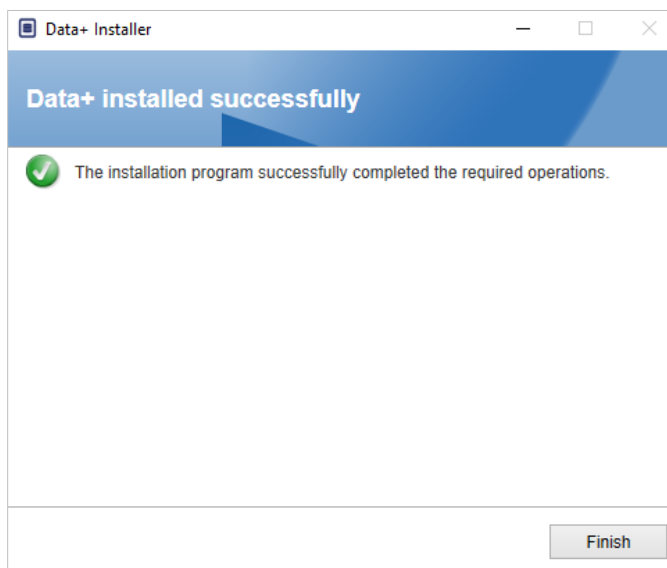 Data+ Installer
Data+ installed successfully
The installation program successfully completed the required operations.
Finish